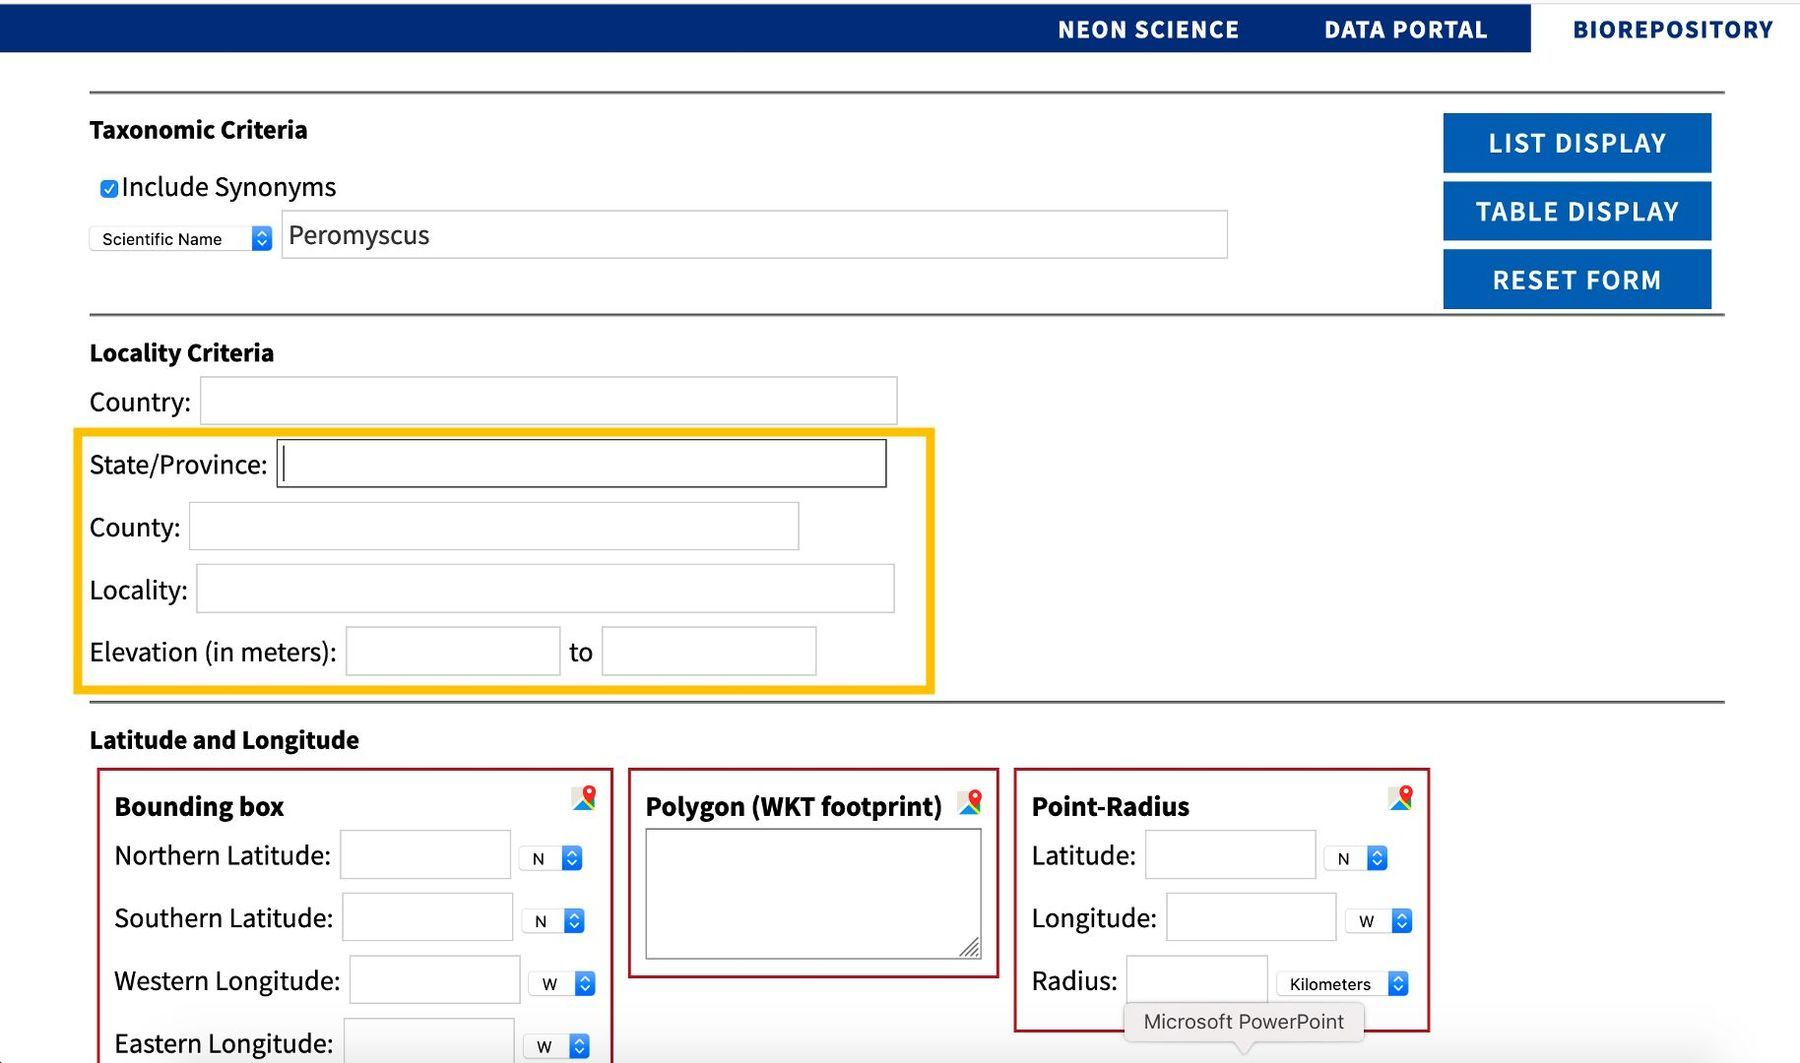 NEON SCIENCE DATA PORTAL BIOREPOSITORY
Taxonomic Criteria
LIST DISPLAY
Include Synonyms
TABLE DISPLAY
Scientific Name Peromyscus
RESET FORM
Locality Criteria
Country:
State/Province:
County:
Locality:
Elevation (in meters): to
Latitude and Longitude
Bounding box
Northern Latitude: N
Southern Latitude: N
Western Longitude: W
Eastern Longitude: W
Polygon (WKT footprint)
Point-Radius
Latitude: N
Longitude: W
Radius: Kilometers
Microsoft PowerPoint